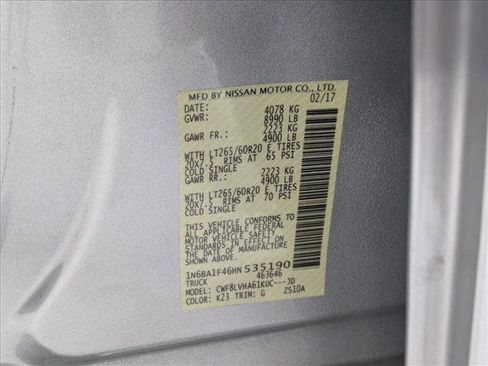 MFD BY NISSAN MOTOR CO., LTD.
DATE: 02/17
GVWR: 4078 KG
8990 LB
GAWR FR.: 2223 KG
4900 LB
WITH LT265/60R20 E TIRES
20X7.5 RIMS AT 65 PSI
COLD SINGLE
GAWR RR.: 2223 KG
4900 LB
WITH LT265/60R20 E TIRES
20X7.5 RIMS AT 70 PSI
COLD SINGLE
THIS VEHICLE CONFORMS TO
ALL APPLICABLE FEDERAL
MOTOR VEHICLE SAFETY
STANDARDS IN EFFECT ON
THE DATE OF MANUFACTURE
1N6BA1F46HN535190
TRUCK 463646
MODEL: CWF8LVHA61KUC---JD
COLOR: K23 TRIM: G ZS1DA